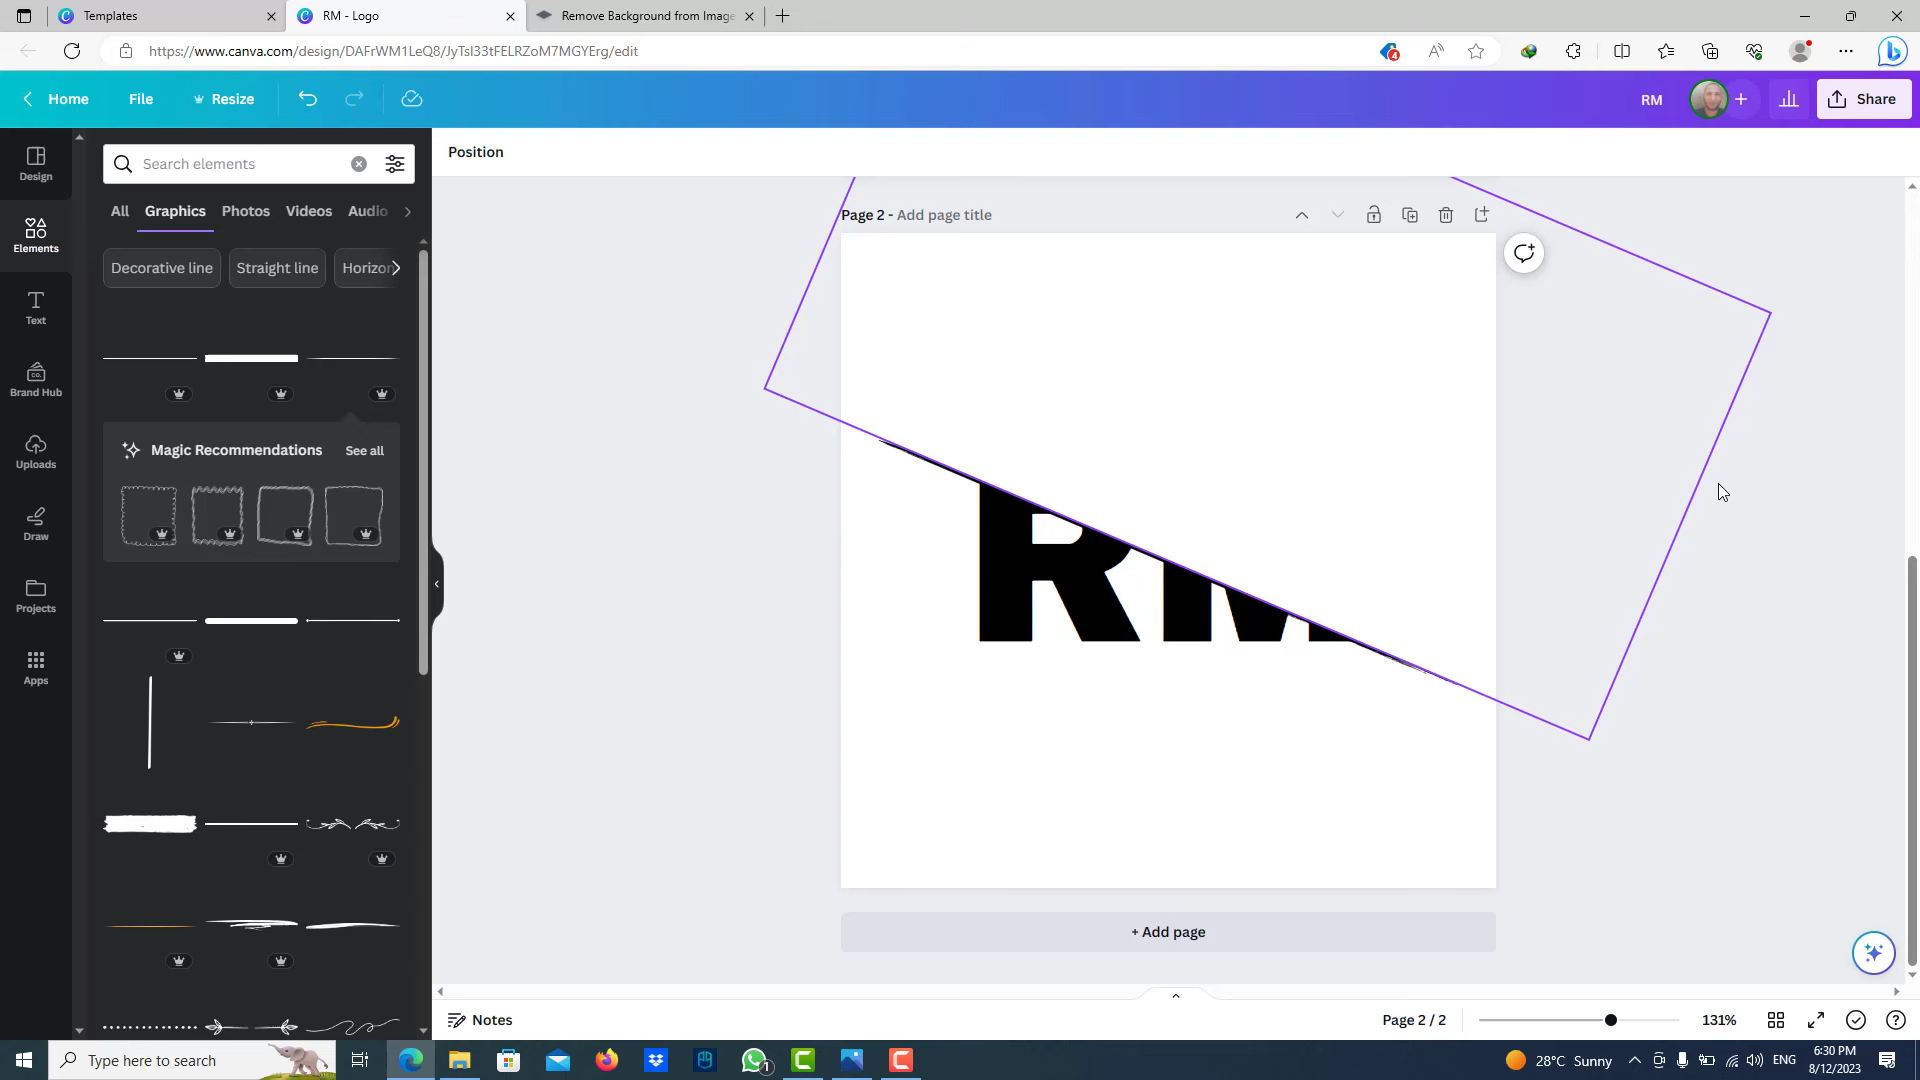 Templates
RM - Logo
Remove Background from Image
https://www.canva.com/design/DAFrWM1LeQ8/JyTsI33tFELRZoM7MGYErg/edit
4
Home
File
Resize
RM
Share
Design
Elements
Text
Brand Hub
Uploads
Draw
Projects
Apps
CO.
Search elements
All
Graphics
Photos
Videos
Audio
Decorative line
Straight line
Horizon
Magic Recommendations
See all
Position
Page 2 - Add page title
RM
+ Add page
Notes
Page 2 / 2
131%
Type here to search
1
28°C Sunny
ENG
6:30 PM
8/12/2023